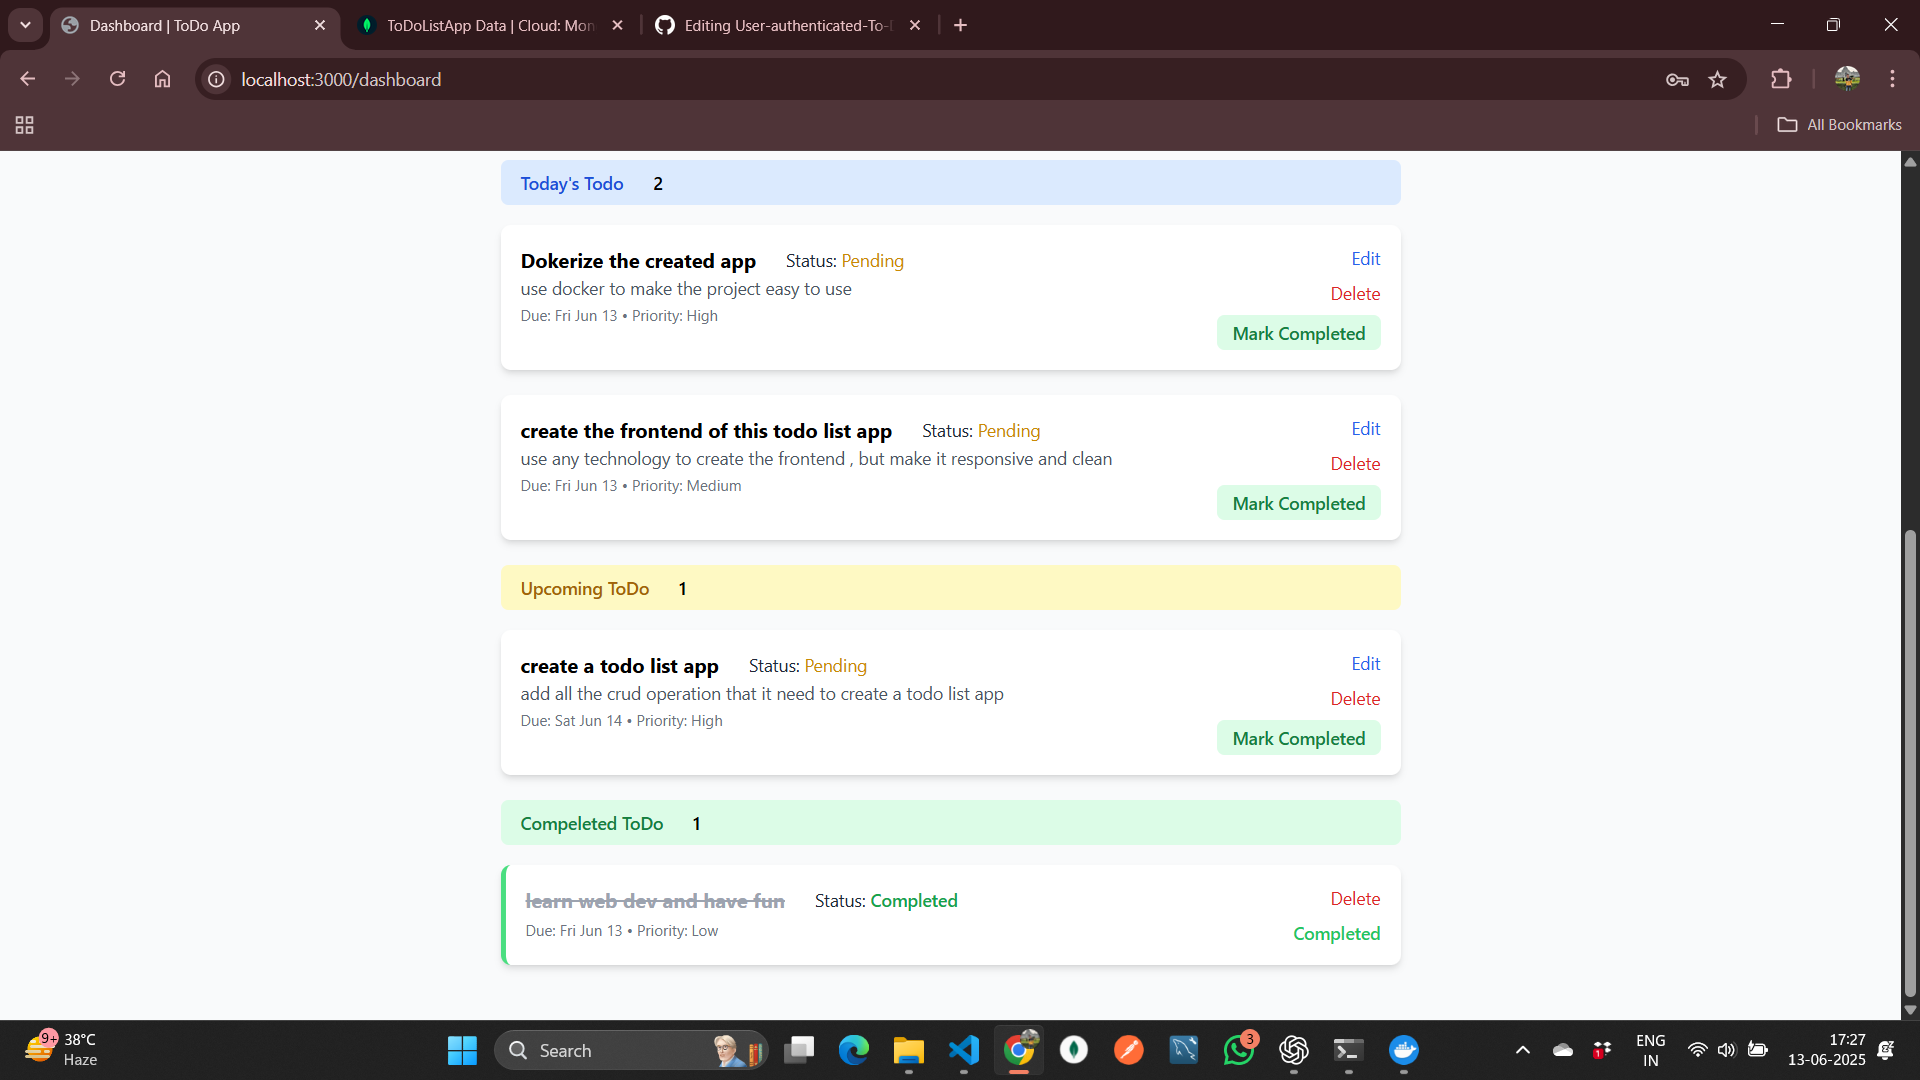 Dashboard | ToDo App
ToDoListApp Data | Cloud: Mon
Editing User-authenticated-To-
localhost:3000/dashboard
All Bookmarks
Today's Todo 2
Dokerize the created app Status: Pending Edit
use docker to make the project easy to use
Delete
Due: Fri Jun 13 • Priority: High
Mark Completed
create the frontend of this todo list app Status: Pending Edit
use any technology to create the frontend , but make it responsive and clean
Delete
Due: Fri Jun 13 • Priority: Medium
Mark Completed
Upcoming ToDo 1
create a todo list app Status: Pending Edit
add all the crud operation that it need to create a todo list app
Delete
Due: Sat Jun 14 • Priority: High
Mark Completed
Compeleted ToDo 1
learn web dev and have fun Status: Completed Delete
Due: Fri Jun 13 • Priority: Low
Completed
9+ 38°C
Haze
Search
3
1
ENG
IN
17:27
13-06-2025